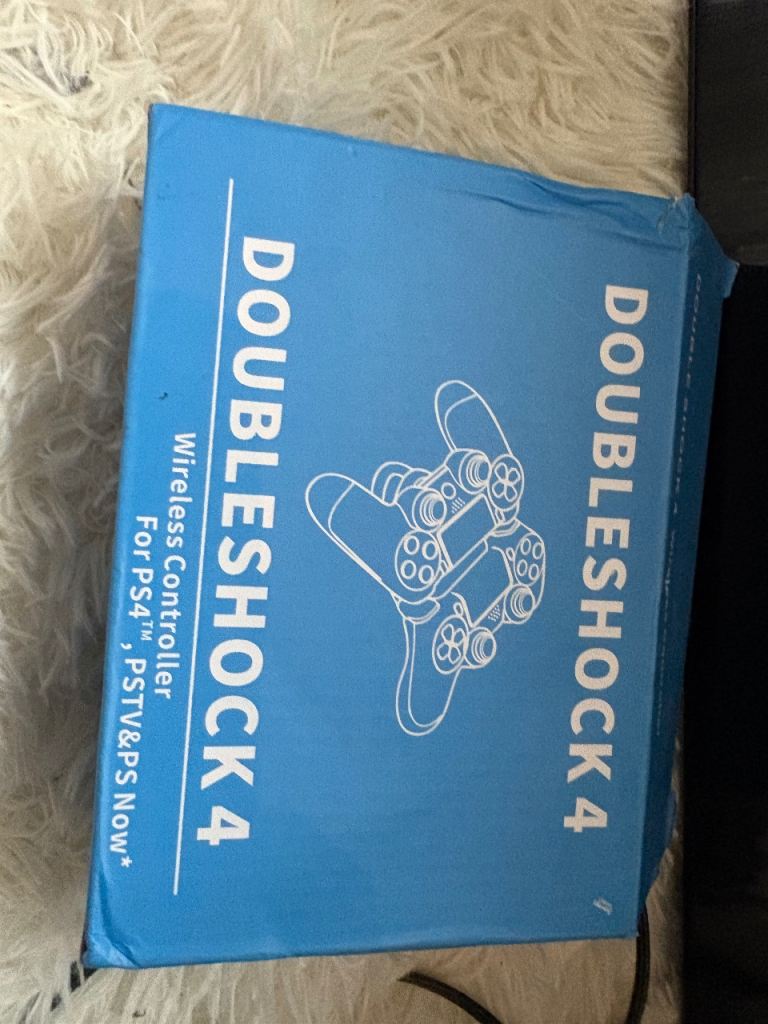 DOUBLESHOCK 4
DOUBLESHOCK 4
Wireless Controller
For PS4™, PSTV&PS Now*